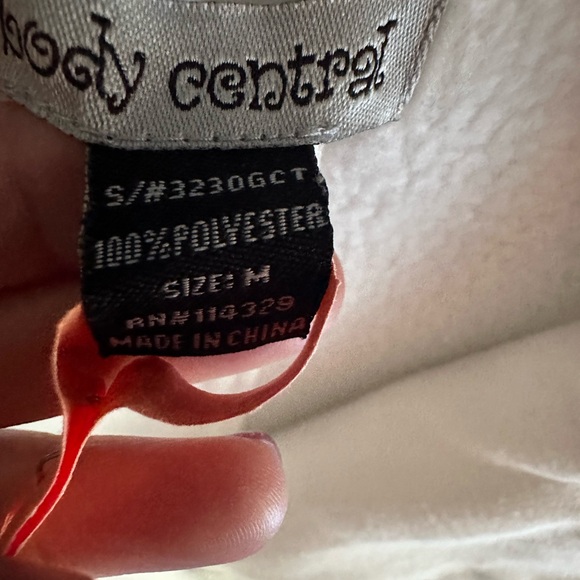 body central
S/#3230GCT
100%POLYESTER
SIZE: M
RN#114329
MADE IN CHINA